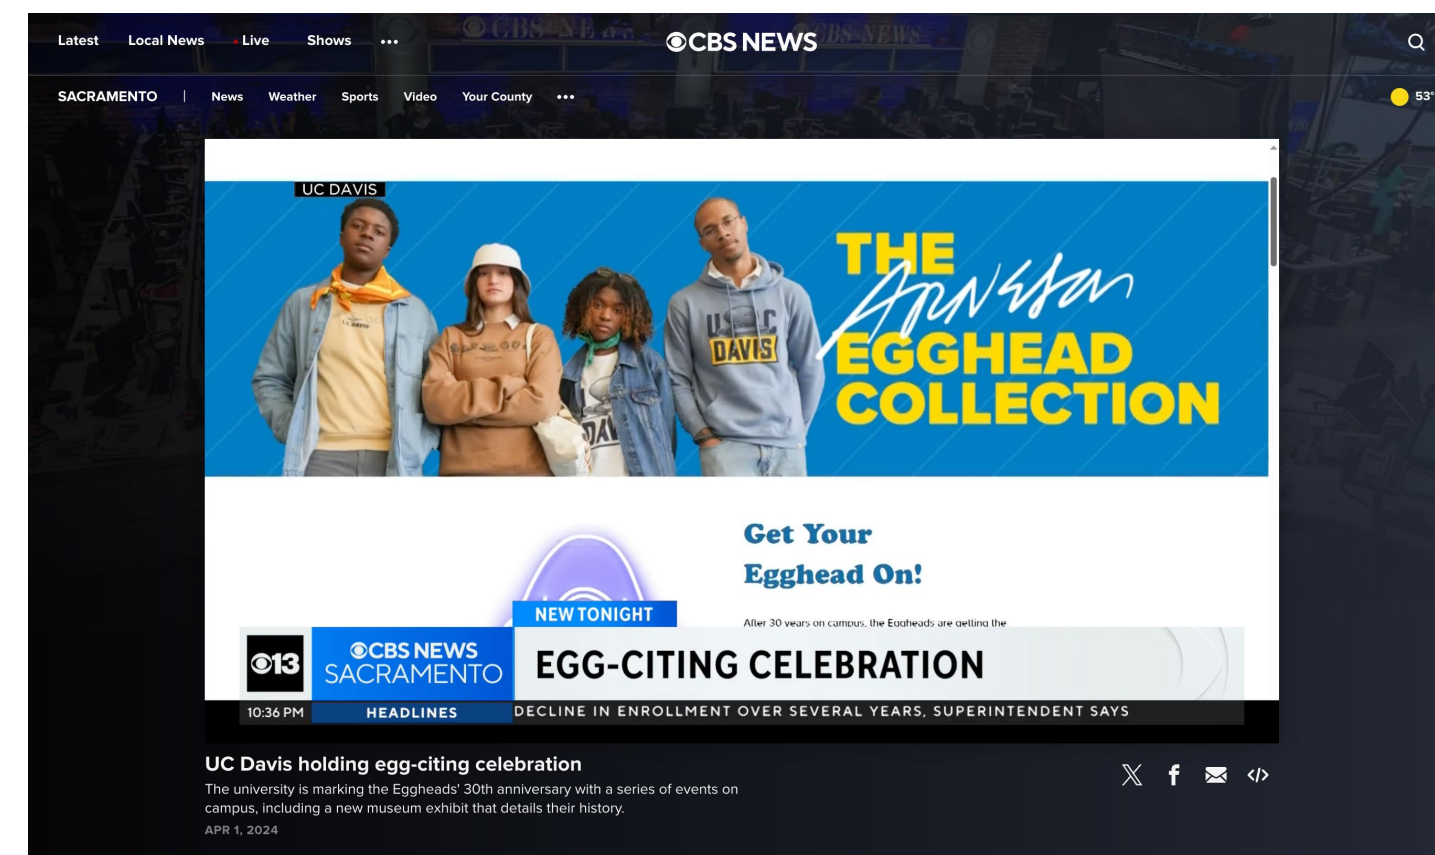 Latest Local News Live Shows •••
CBS NEWS
SACRAMENTO | News Weather Sports Video Your County •••
53°
UC DAVIS
THE
Arneson
EGGHEAD
COLLECTION
DAVIS
Get Your
Egghead On!
After 30 years on campus, the Eggheads are getting the
NEW TONIGHT
13
CBS NEWS
SACRAMENTO
EGG-CITING CELEBRATION
10:36 PM
HEADLINES
DECLINE IN ENROLLMENT OVER SEVERAL YEARS, SUPERINTENDENT SAYS
UC Davis holding egg-citing celebration
The university is marking the Eggheads' 30th anniversary with a series of events on
campus, including a new museum exhibit that details their history.
APR 1, 2024